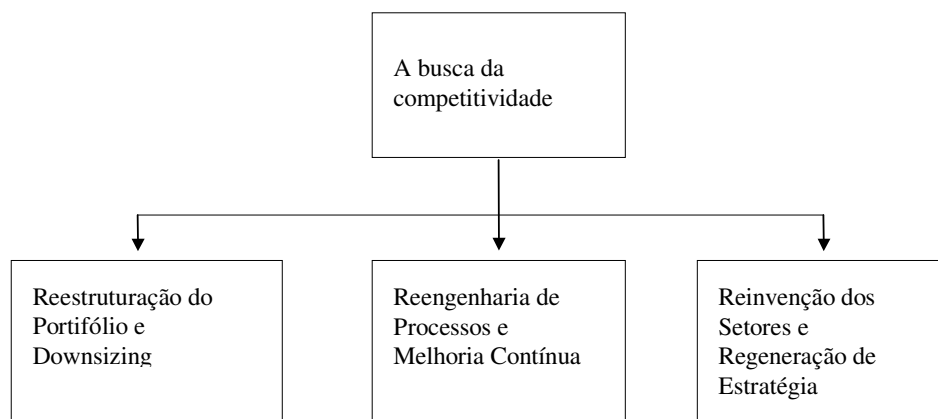 A busca da
competitividade
Reestruturação do
Portifólio e
Downsizing
Reengenharia de
Processos e
Melhoria Contínua
Reinvenção dos
Setores e
Regeneração de
Estratégia